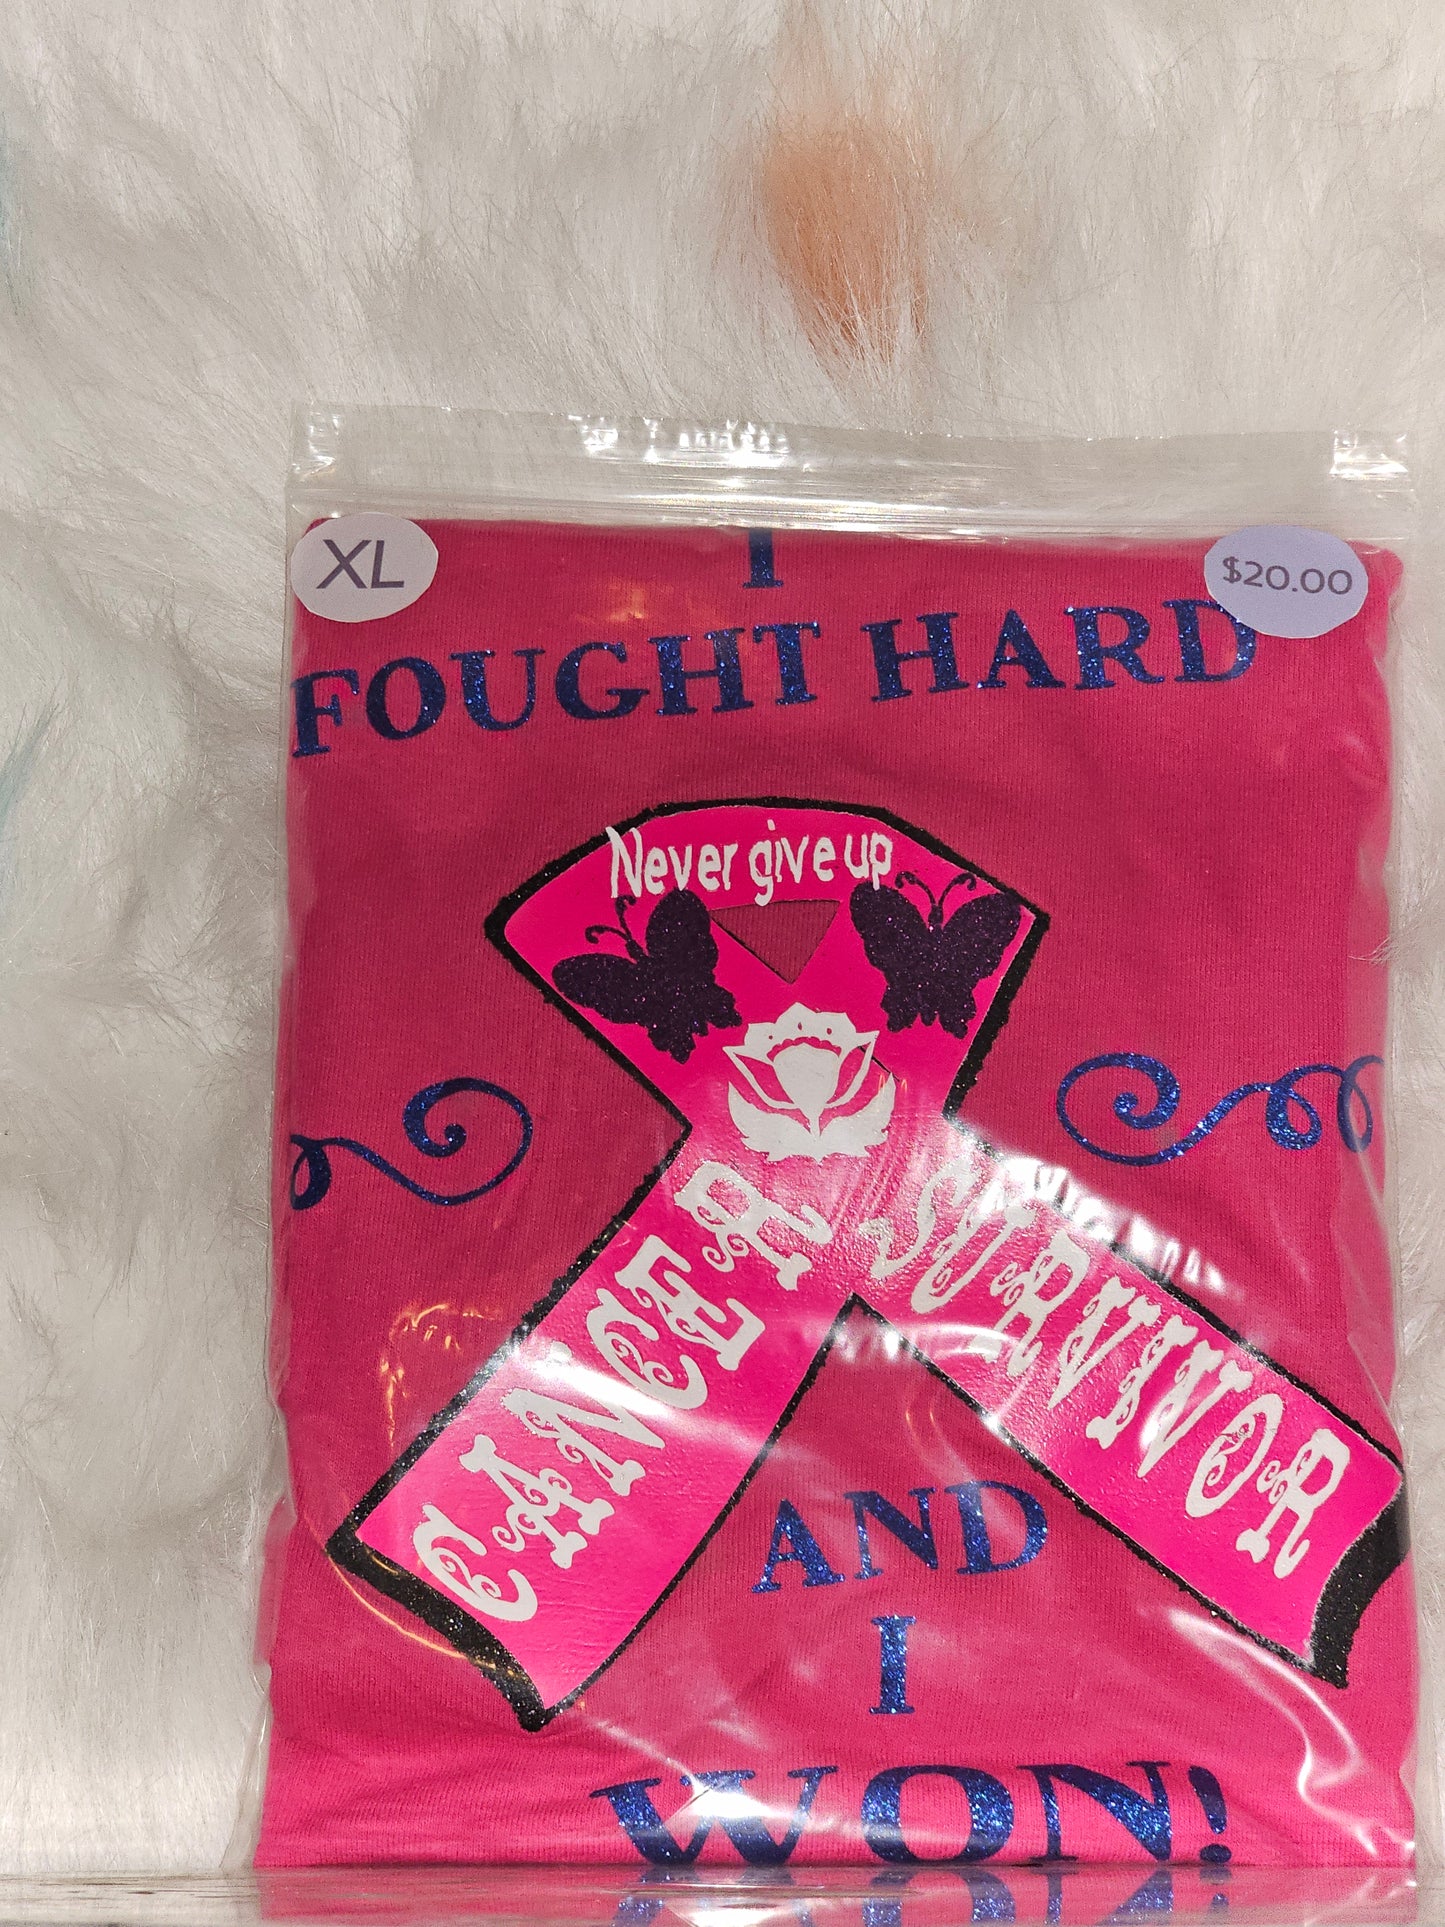 XL
$20.00
I
FOUGHT HARD
Never give up
CANCER
SURVIVOR
AND
I
WON!